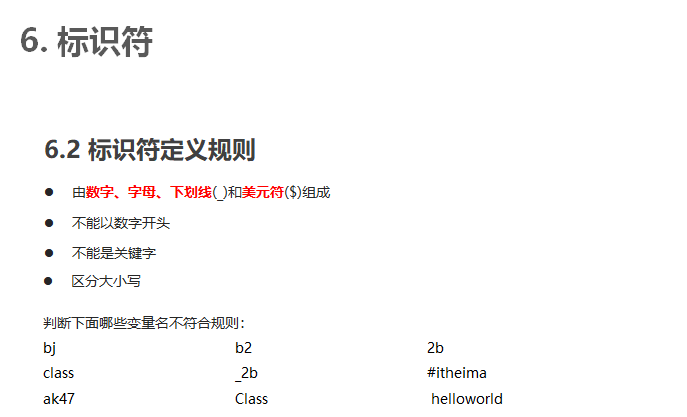 6. 标识符
6.2 标识符定义规则
● 由数字、字母、下划线(_)和美元符($)组成
● 不能以数字开头
● 不能是关键字
● 区分大小写
判断下面哪些变量名不符合规则：
bj b2 2b
class _2b #itheima
ak47 Class helloworld